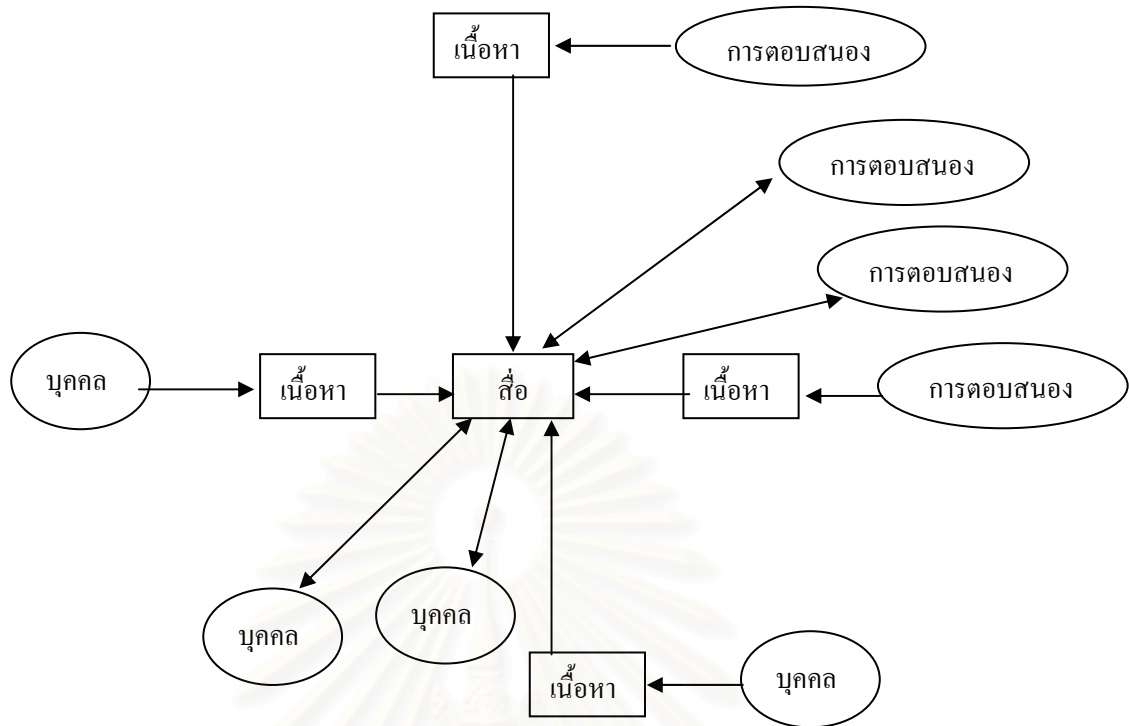 เนื้อหา
การตอบสนอง
การตอบสนอง
การตอบสนอง
บุคคล
เนื้อหา
สื่อ
เนื้อหา
การตอบสนอง
บุคคล
บุคคล
เนื้อหา
บุคคล